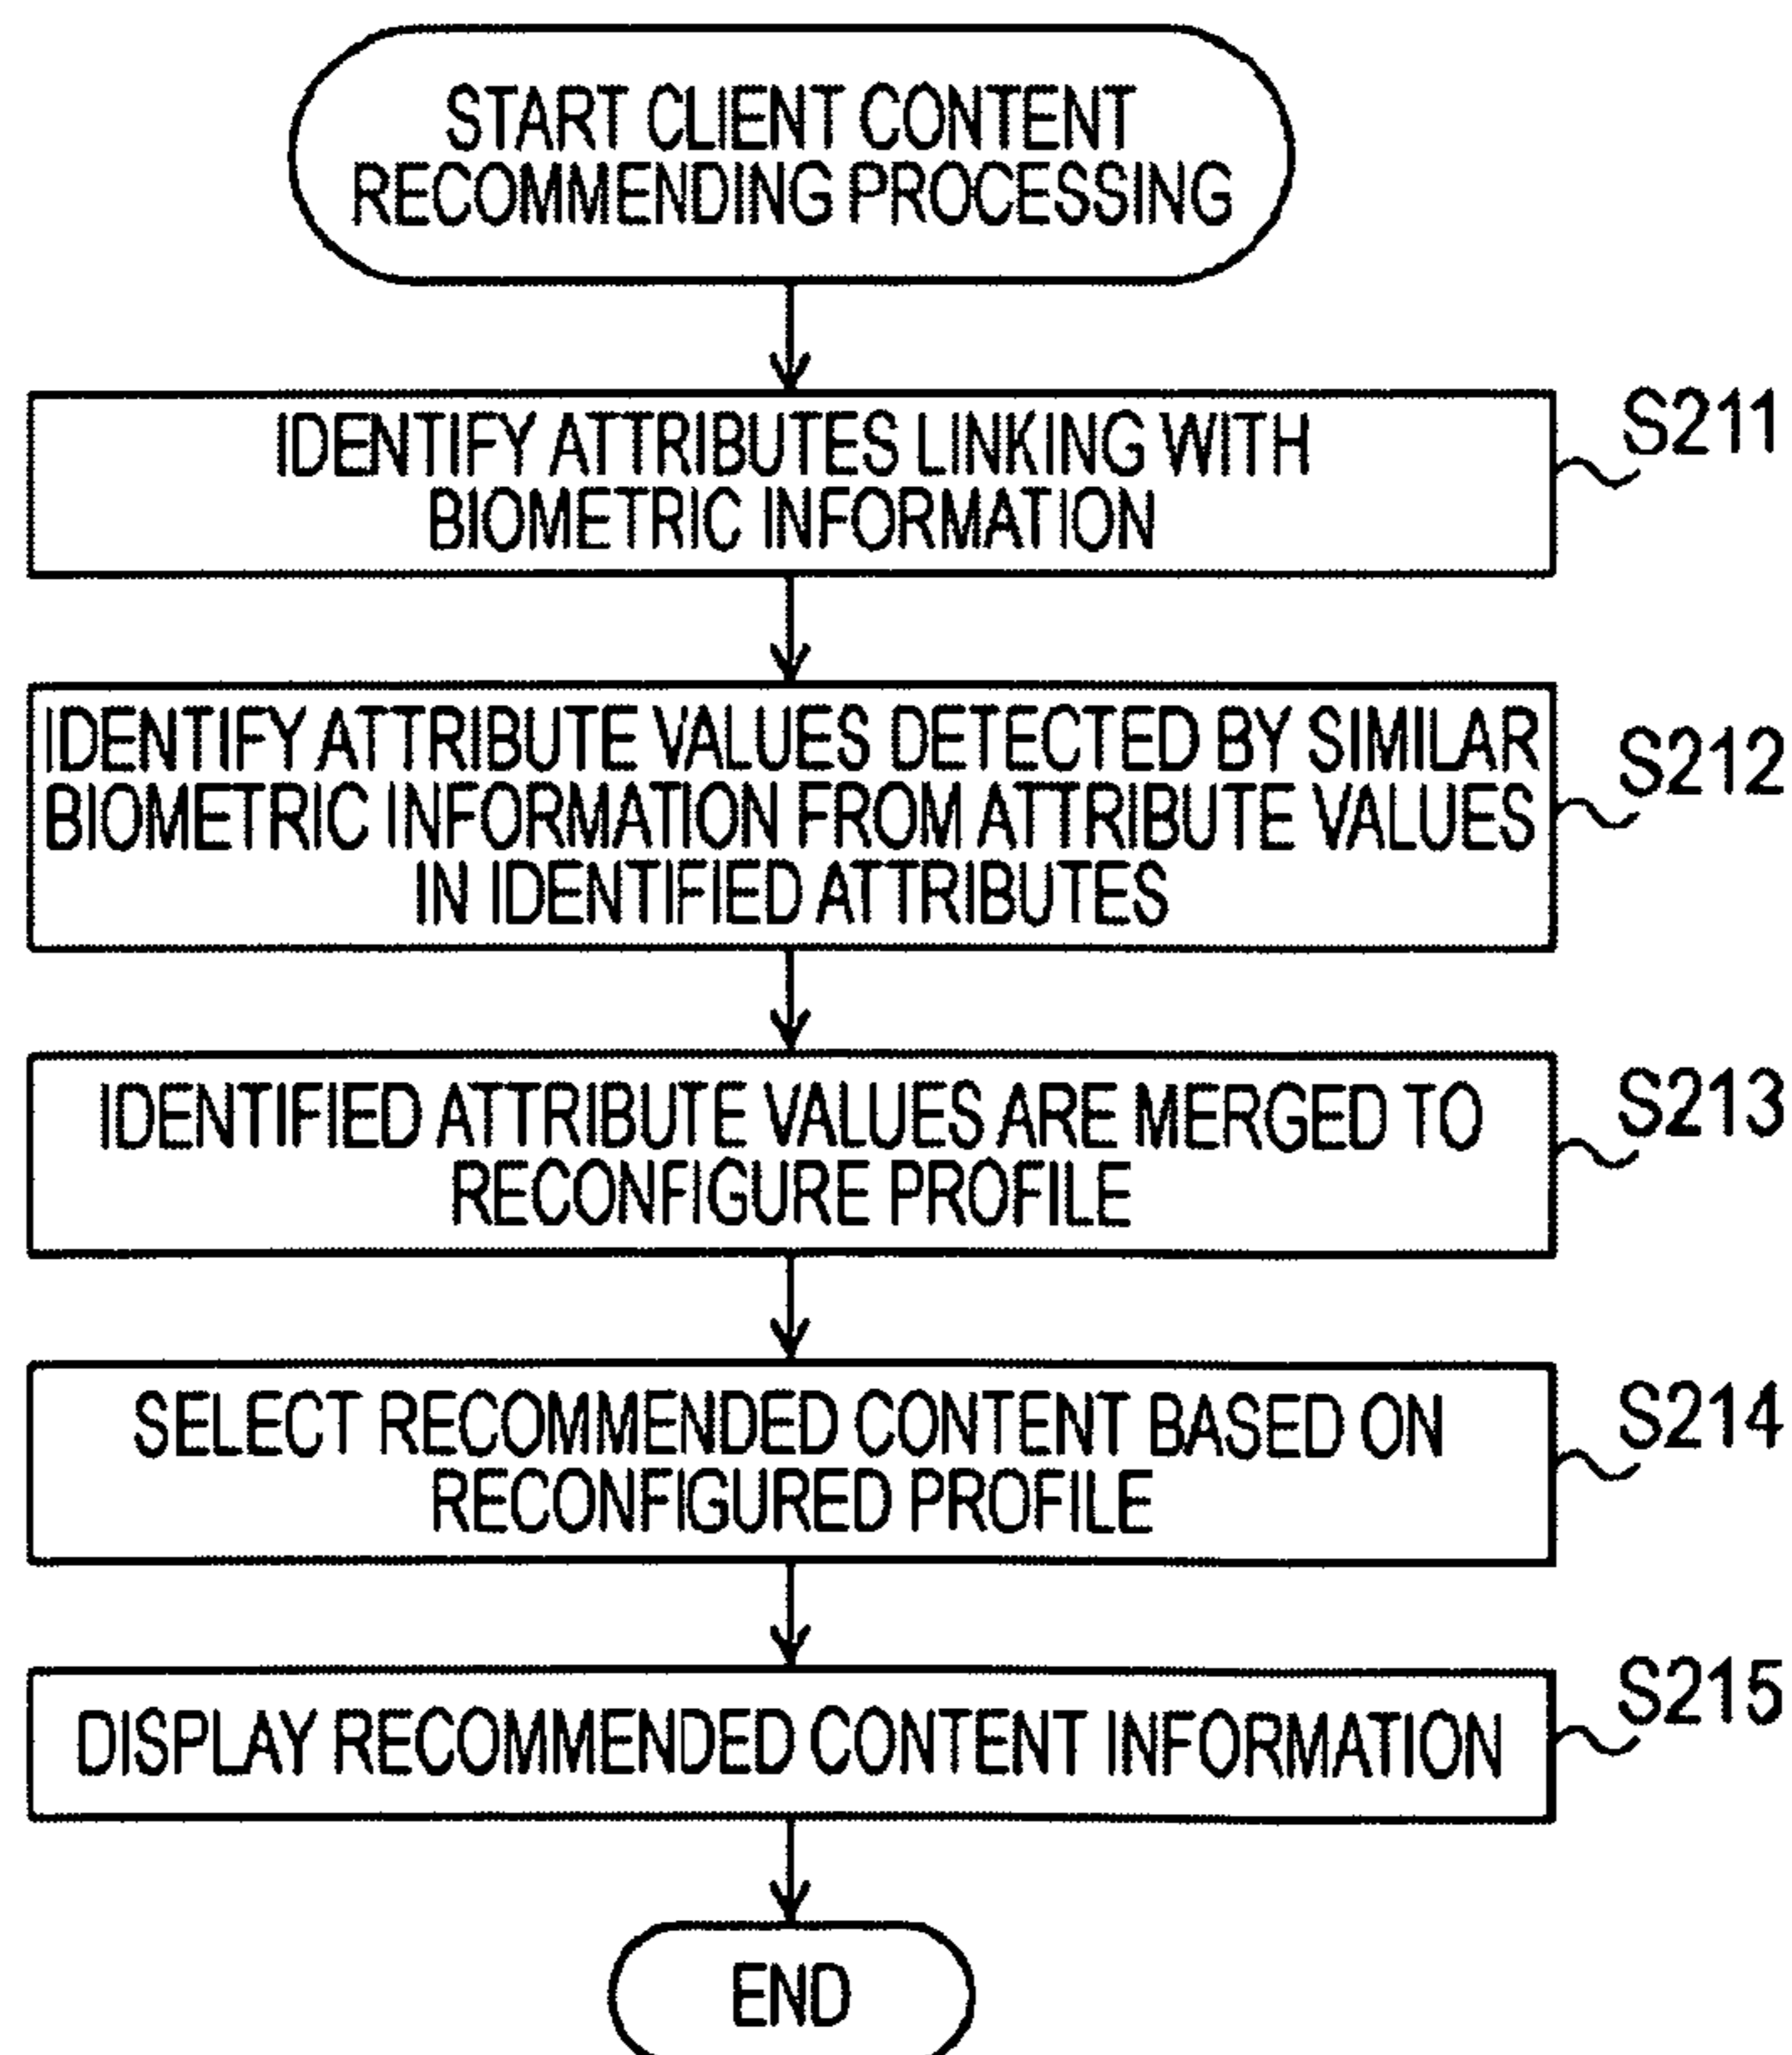 START CLIENT CONTENT
RECOMMENDING PROCESSING
IDENTIFY ATTRIBUTES LINKING WITH
BIOMETRIC INFORMATION
S211
IDENTIFY ATTRIBUTE VALUES DETECTED BY SIMILAR
BIOMETRIC INFORMATION FROM ATTRIBUTE VALUES
IN IDENTIFIED ATTRIBUTES
S212
IDENTIFIED ATTRIBUTE VALUES ARE MERGED TO
RECONFIGURE PROFILE
S213
SELECT RECOMMENDED CONTENT BASED ON
RECONFIGURED PROFILE
S214
DISPLAY RECOMMENDED CONTENT INFORMATION
S215
END